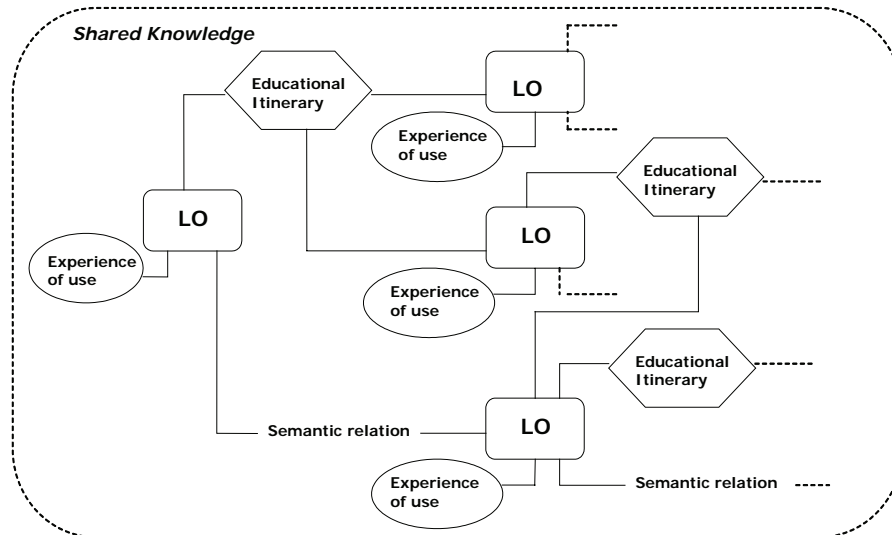 Shared Knowledge
Educational
Itinerary
LO
Experience
of use
Educational
Itinerary
LO
Experience
of use
LO
Experience
of use
Educational
Itinerary
LO
Semantic relation
Experience
of use
Semantic relation